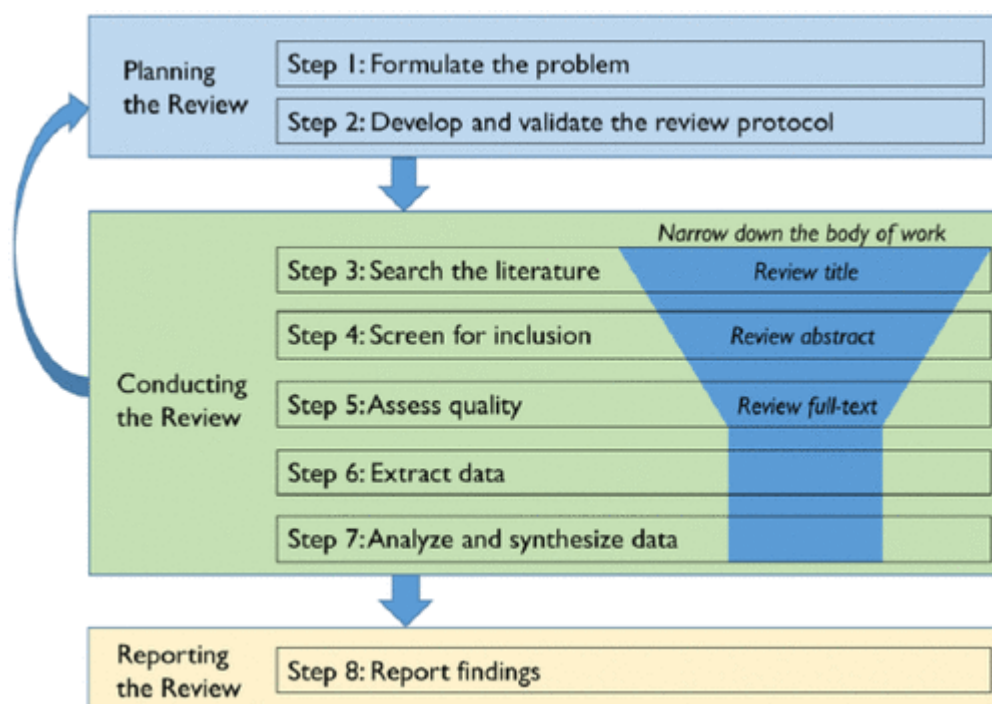 Planning
the Review
Step 1: Formulate the problem
Step 2: Develop and validate the review protocol
Conducting
the Review
Narrow down the body of work
Step 3: Search the literature
Review title
Step 4: Screen for inclusion
Review abstract
Step 5: Assess quality
Review full-text
Step 6: Extract data
Step 7: Analyze and synthesize data
Reporting
the Review
Step 8: Report findings